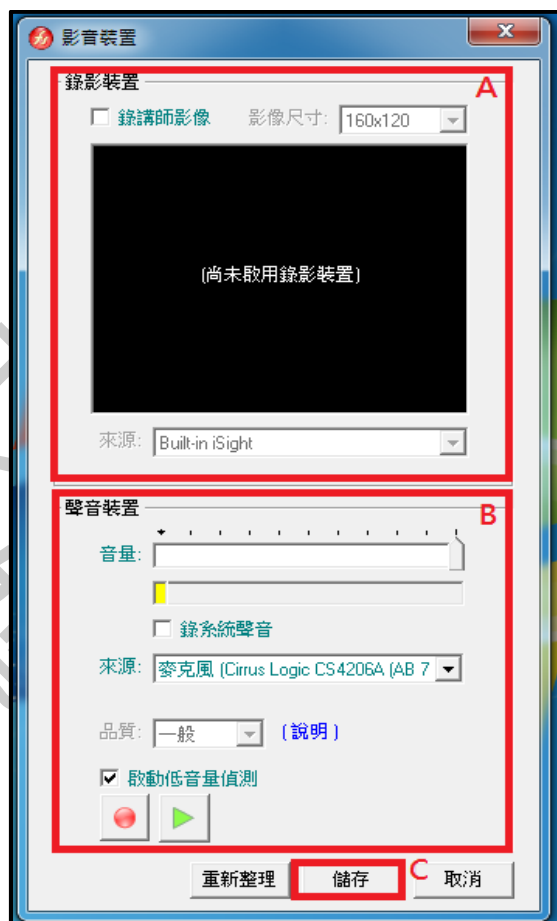 影音裝置
錄影裝置
A
錄講師影像 影像尺寸: 160x120
(尚未啟用錄影裝置)
來源: Built-in iSight
聲音裝置
B
音量:
錄系統聲音
來源: 麥克風 (Cirrus Logic CS4206A (AB 7
品質: 一般 (說明)
啟動低音量偵測
重新整理 儲存 C 取消